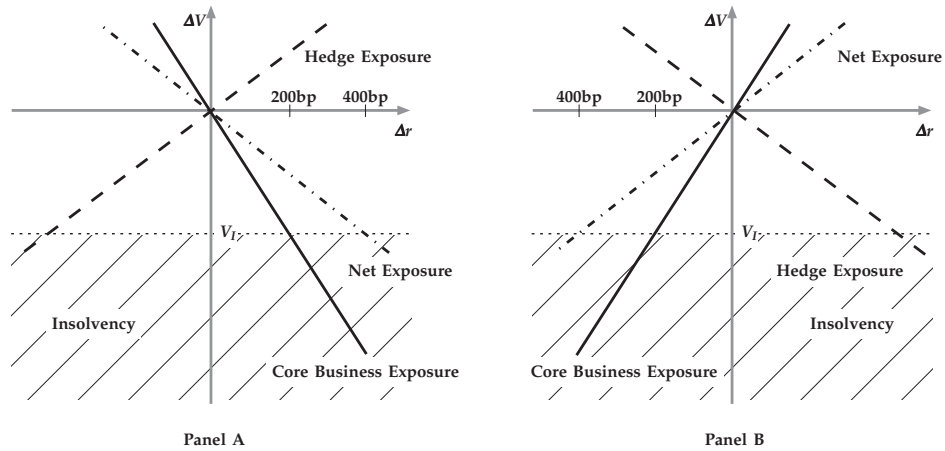 ΔV
Hedge Exposure
200bp
400bp
Δr
V_I
Net Exposure
Insolvency
Core Business Exposure
Panel A
ΔV
Net Exposure
400bp
200bp
Δr
V_I
Hedge Exposure
Insolvency
Core Business Exposure
Panel B